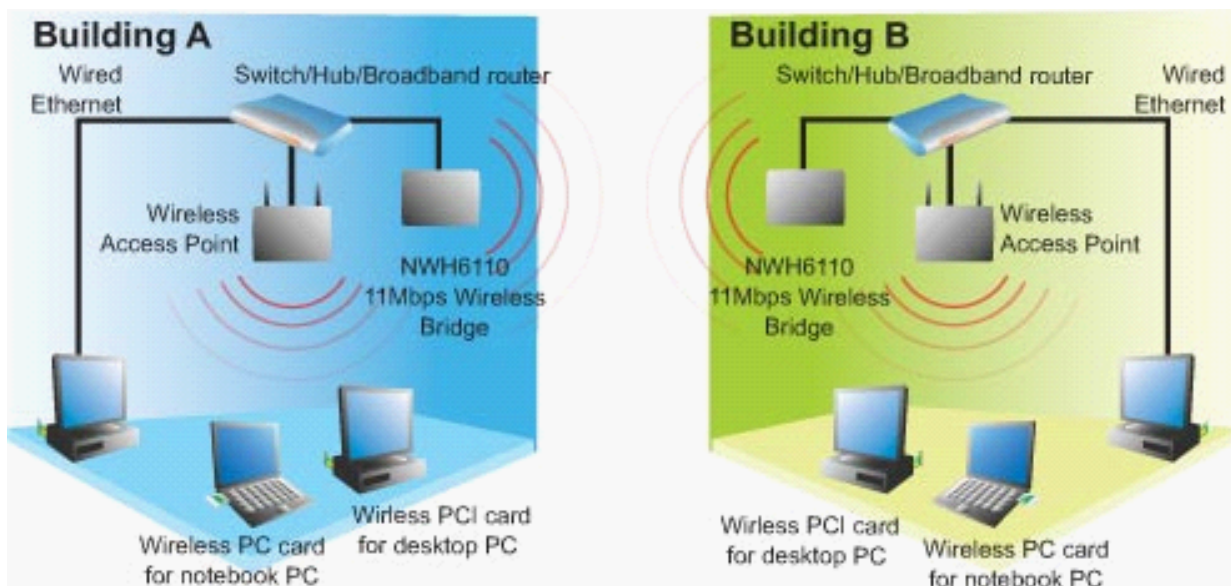 Building A
Wired
Ethernet
Switch/Hub/Broadband router
Wireless
Access Point
NWH6110
11Mbps Wireless
Bridge
Wirless PCI card
for desktop PC
Wireless PC card
for notebook PC
Building B
Switch/Hub/Broadband router
Wired
Ethernet
Wireless
Access Point
NWH6110
11Mbps Wireless
Bridge
Wirless PCI card
for desktop PC
Wireless PC card
for notebook PC